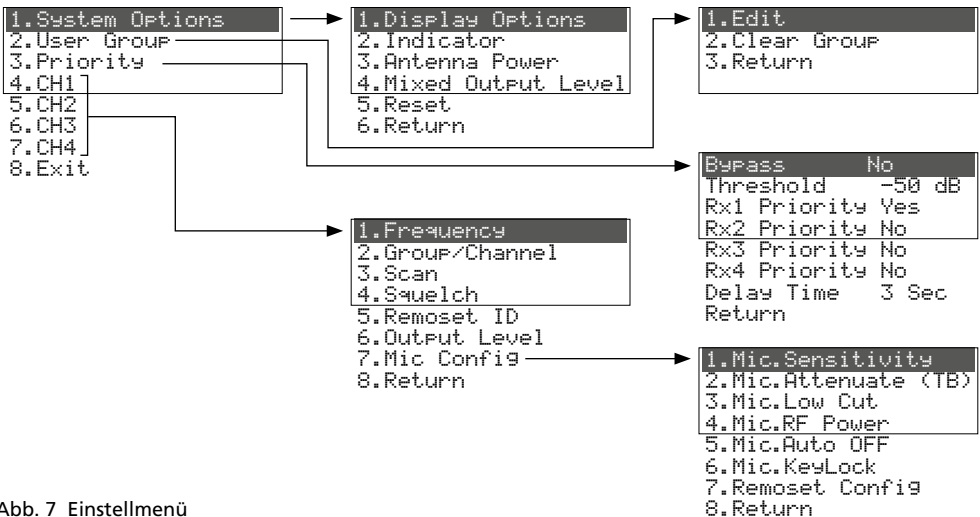 1.System Options
2.User Group
3.Priority
4.CH1
5.CH2
6.CH3
7.CH4
8.Exit
1.Display Options
2.Indicator
3.Antenna Power
4.Mixed Output Level
5.Reset
6.Return
1.Edit
2.Clear Group
3.Return
Bypass No
Threshold -50 dB
Rx1 Priority Yes
Rx2 Priority No
Rx3 Priority No
Rx4 Priority No
Delay Time 3 Sec
Return
1.Frequency
2.Group/Channel
3.Scan
4.Squelch
5.Remoset ID
6.Output Level
7.Mic Config
8.Return
1.Mic.Sensitivity
2.Mic.Attenuate (TB)
3.Mic.Low Cut
4.Mic.RF Power
5.Mic.Auto OFF
6.Mic.KeyLock
7.Remoset Config
8.Return
Abb. 7 Einstellmenü